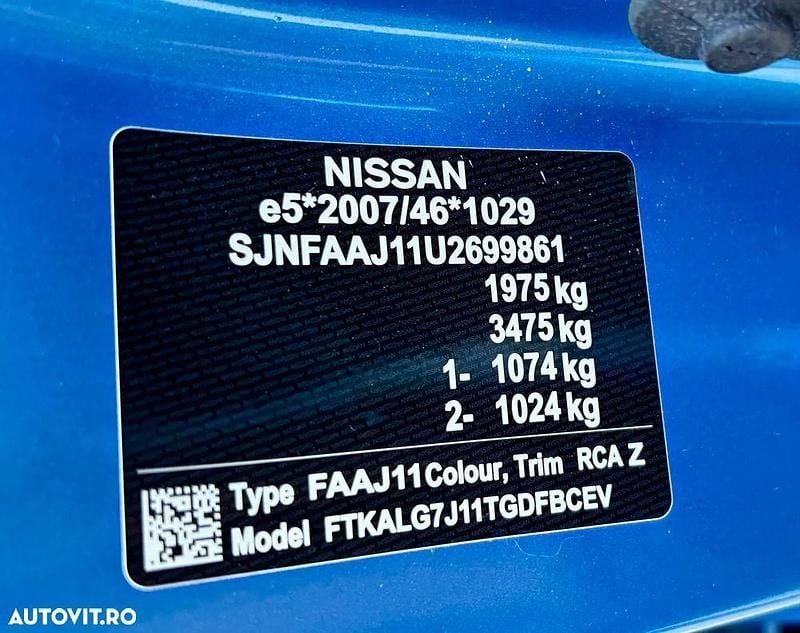 NISSAN
e5*2007/46*1029
SJNFAAJ11U2699861
1975 kg
3475 kg
1- 1074 kg
2- 1024 kg
Type FAAJ11 Colour, Trim RCA Z
Model FTKALG7J11TGDFBCEV
AUTOVIT.RO